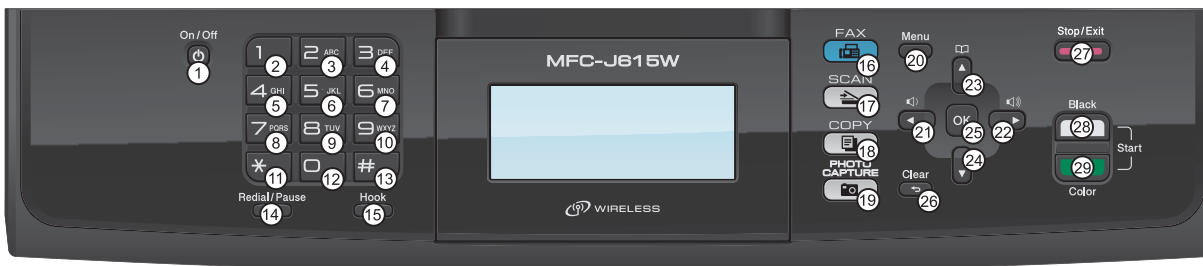 On/Off
1
1
2
2 ABC
3
3 DEF
4
4 GHI
5
5 JKL
6
6 MNO
7
7 PQRS
8
8 TUV
9
9 WXYZ
10
*
11
0
12
#
13
Redial/Pause
14
Hook
15
MFC-J615W
WIRELESS
FAX
16
SCAN
17
COPY
18
PHOTO
CAPTURE
19
Menu
20
23
21
OK
25
22
24
Clear
26
Stop/Exit
27
Black
28
Start
29
Color